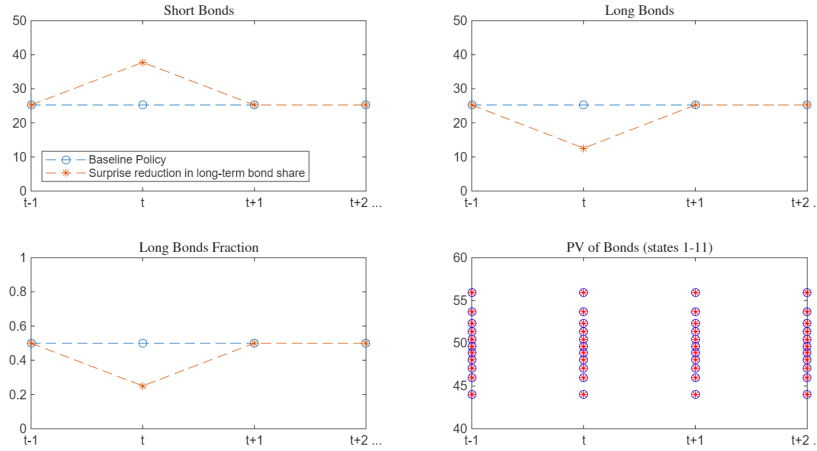 Short Bonds
50
40
30
20
10
0
Baseline Policy
Surprise reduction in long-term bond share
t-1 t t+1 t+2 ...
Long Bonds
50
40
30
20
10
0
t-1 t t+1 t+2 .
Long Bonds Fraction
1
0.8
0.6
0.4
0.2
0
t-1 t t+1 t+2 ...
PV of Bonds (states 1-11)
60
55
50
45
40
t-1 t t+1 t+2 .